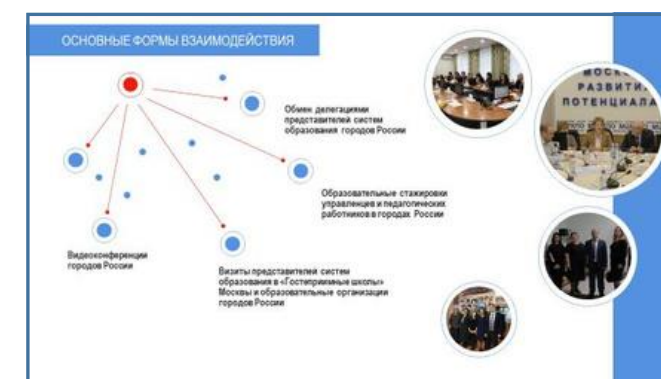 ОСНОВНЫЕ ФОРМЫ ВЗАИМОДЕЙСТВИЯ
Обмен делегациями
представителей систем
образования городов России
Образовательные стажировки
управленцев и педагогических
работников в городах России
Видеоконференции
городов России
Визиты представителей систем
образования в «Гостеприимные школы»
Москвы и образовательные организации
городов России
РАЗВИТИ
ПОТЕНЦИАЛА